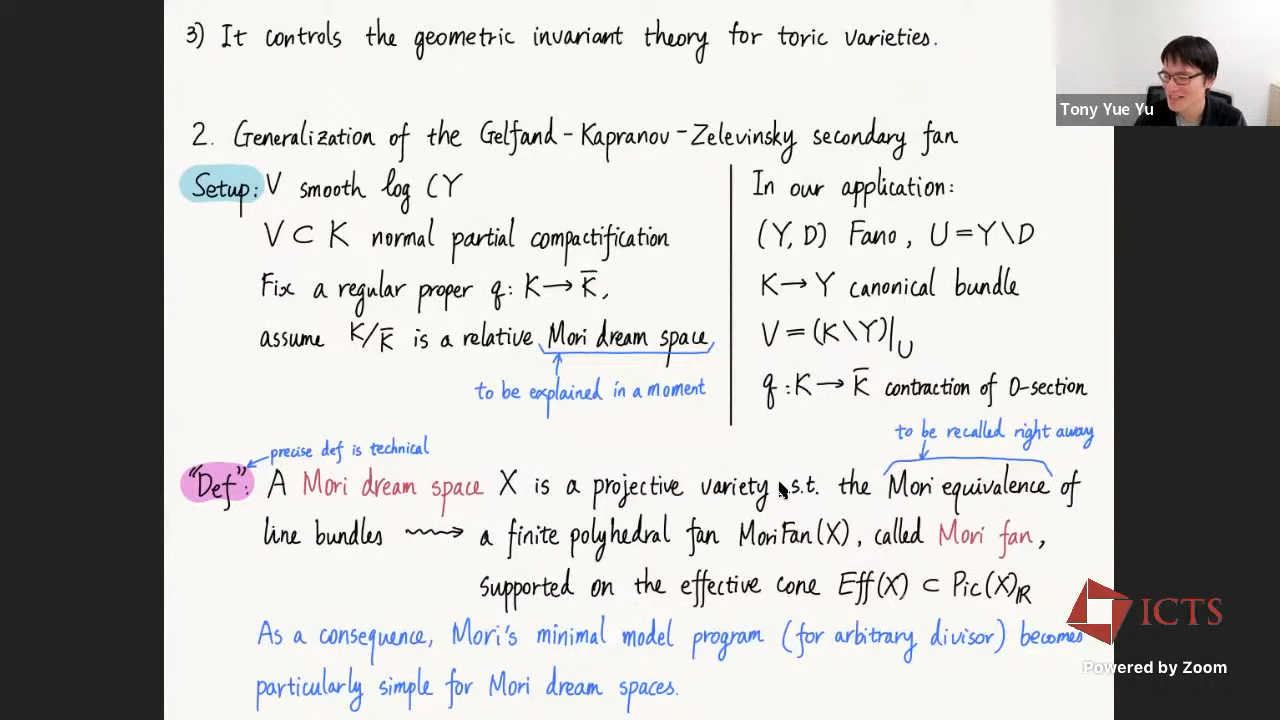 3) It controls the geometric invariant theory for toric varieties.
Tony Yue Yu
2. Generalization of the Gelfand-Kapranov-Zelevinsky secondary fan
Setup: V smooth log CY
V ⊂ K normal partial compactification
Fix a regular proper q: K → K̅,
assume K/K̅ is a relative Mori dream space
to be explained in a moment
In our application:
(Y, D) Fano, U = Y\D
K → Y canonical bundle
V = (K\Y)|_U
q: K → K̅ contraction of 0-section
to be recalled right away
precise def is technical
"Def": A Mori dream space X is a projective variety s.t. the Mori equivalence of
line bundles ⇝ a finite polyhedral fan MoriFan(X), called Mori fan,
supported on the effective cone Eff(X) ⊂ Pic(X)_ℝ
As a consequence, Mori's minimal model program (for arbitrary divisor) becomes
particularly simple for Mori dream spaces.
ICTS
Powered by Zoom